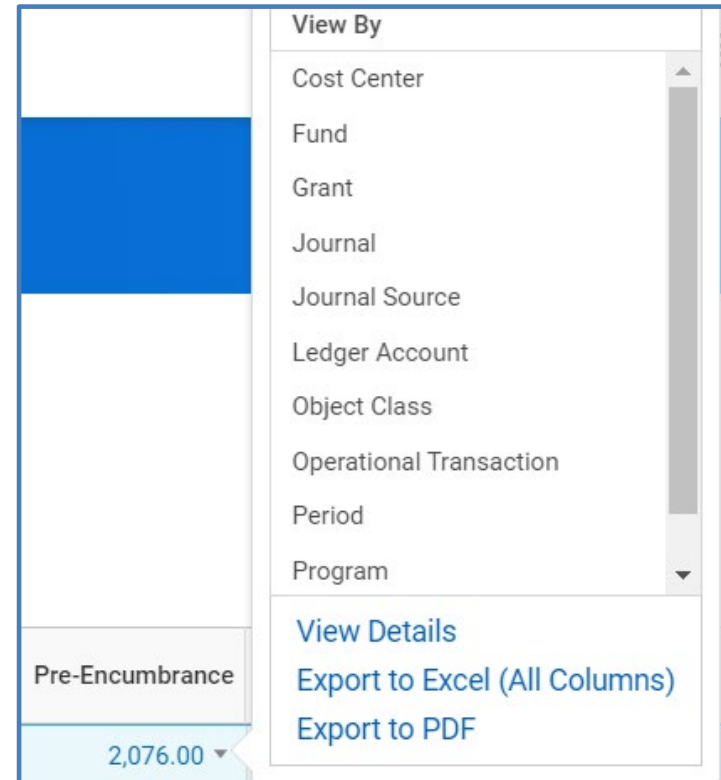 View By
Cost Center
Fund
Grant
Journal
Journal Source
Ledger Account
Object Class
Operational Transaction
Period
Program
View Details
Export to Excel (All Columns)
Export to PDF
Pre-Encumbrance
2,076.00